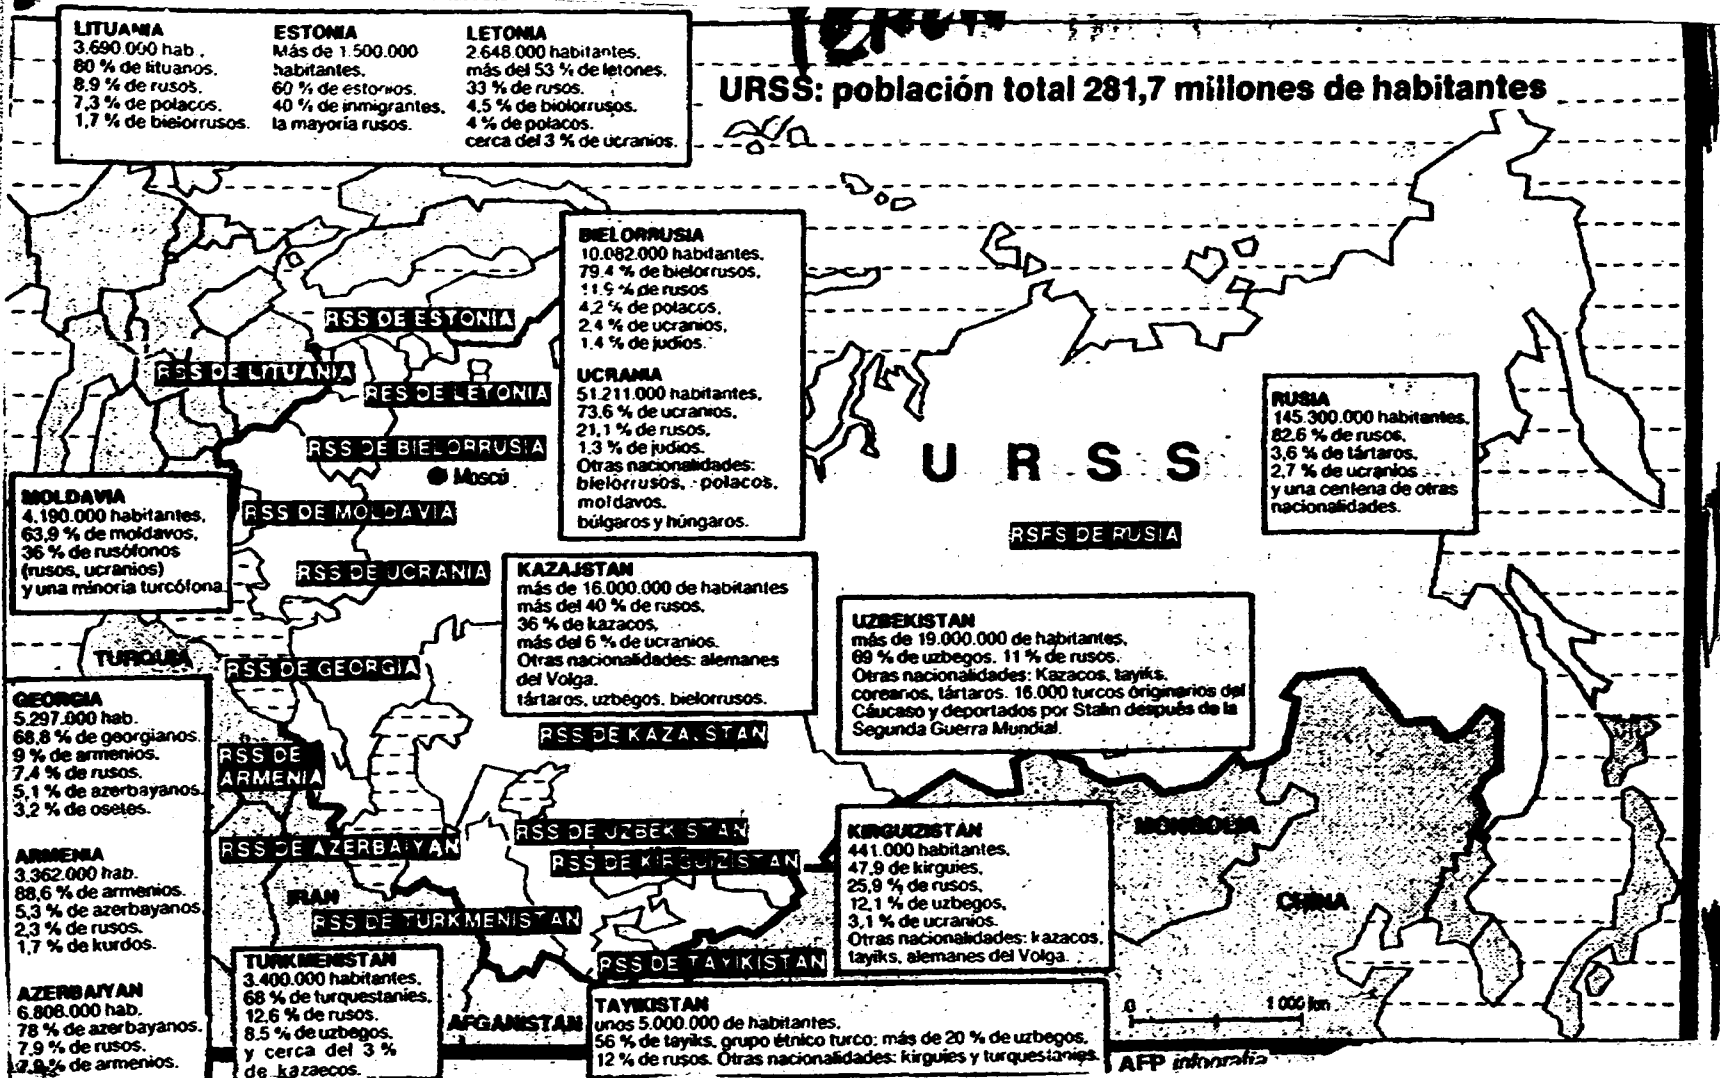 LITUANIA
3.690.000 hab.,
80 % de lituanos.
8.9 % de rusos.
7,3 % de polacos.
1,7 % de bielorrusos.
ESTONIA
Más de 1.500.000
habitantes.
60 % de estonios.
40 % de inmigrantes,
la mayoría rusos.
LETONIA
2.648.000 habitantes,
más del 53 % de letones.
33 % de rusos.
4.5 % de biolorrusos.
4 % de polacos.
cerca del 3 % de ucranios.
URSS: población total 281,7 millones de habitantes
BIELORRUSIA
10.082.000 habitantes,
79.4 % de bielorrusos,
11.9 % de rusos
4,2 % de polacos,
2,4 % de ucranios,
1.4 % de judíos.
UCRANIA
51.211.000 habitantes,
73.6 % de ucranios,
21,1 % de rusos,
1.3 % de judíos.
Otras nacionalidades:
bielorrusos, polacos,
moldavos.
búlgaros y húngaros.
RSS DE ESTONIA
RSS DE LITUANIA
RSS DE LETONIA
RSS DE BIELORRUSIA
Moscú
RSS DE MOLDAVIA
RSS DE UCRANIA
U R S S
RSFS DE RUSIA
RUSIA
145.300.000 habitantes,
82.6 % de rusos,
3,6 % de tártaros.
2,7 % de ucranios
y una centena de otras
nacionalidades.
MOLDAVIA
4.190.000 habitantes,
63,9 % de moldavos,
36 % de rusófonos
(rusos, ucranios)
y una minoría turcófona.
KAZAJSTAN
más de 16.000.000 de habitantes
más del 40 % de rusos,
36 % de kazacos,
más del 6 % de ucranios.
Otras nacionalidades: alemanes
del Volga.
tártaros, uzbegos, bielorrusos.
UZBEKISTAN
más de 19.000.000 de habitantes,
69 % de uzbegos. 11 % de rusos.
Otras nacionalidades: Kazacos, tayiks,
coreanos, tártaros. 16.000 turcos originarios del
Cáucaso y deportados por Stalin después de la
Segunda Guerra Mundial.
TURQUIA
RSS DE GEORGIA
GEORGIA
5.297.000 hab.
68,8 % de georgianos.
9 % de armenios.
7,4 % de rusos.
5,1 % de azerbayanos.
3,2 % de osetes.
RSS DE
ARMENIA
RSS DE KAZAJSTAN
ARMENIA
3.362.000 hab.
88,6 % de armenios.
5,3 % de azerbayanos.
2,3 % de rusos.
1,7 % de kurdos.
RSS DE AZERBAIYAN
RSS DE UZBEKISTAN
RSS DE KIRGUIZISTAN
IRAN
RSS DE TURKMENISTAN
RSS DE TAYIKISTAN
KIRGUIZISTAN
441.000 habitantes,
47,9 de kirguies,
25,9 % de rusos,
12,1 % de uzbegos,
3,1 % de ucranios.
Otras nacionalidades: kazacos,
tayiks, alemanes del Volga.
MONGOLIA
CHINA
AZERBAIYAN
6.808.000 hab.
78 % de azerbayanos.
7,9 % de rusos.
7,9 % de armenios.
TURKMENISTAN
3.400.000 habitantes,
68 % de turquestanies,
12,6 % de rusos.
8.5 % de uzbegos
y cerca del 3 %
de kazaecos.
AFGANISTAN
TAYIKISTAN
unos 5.000.000 de habitantes,
56 % de tayiks, grupo étnico turco: más de 20 % de uzbegos,
12 % de rusos. Otras nacionalidades: kirguies y turquestanies.
0 1 000 km
AFP infografía